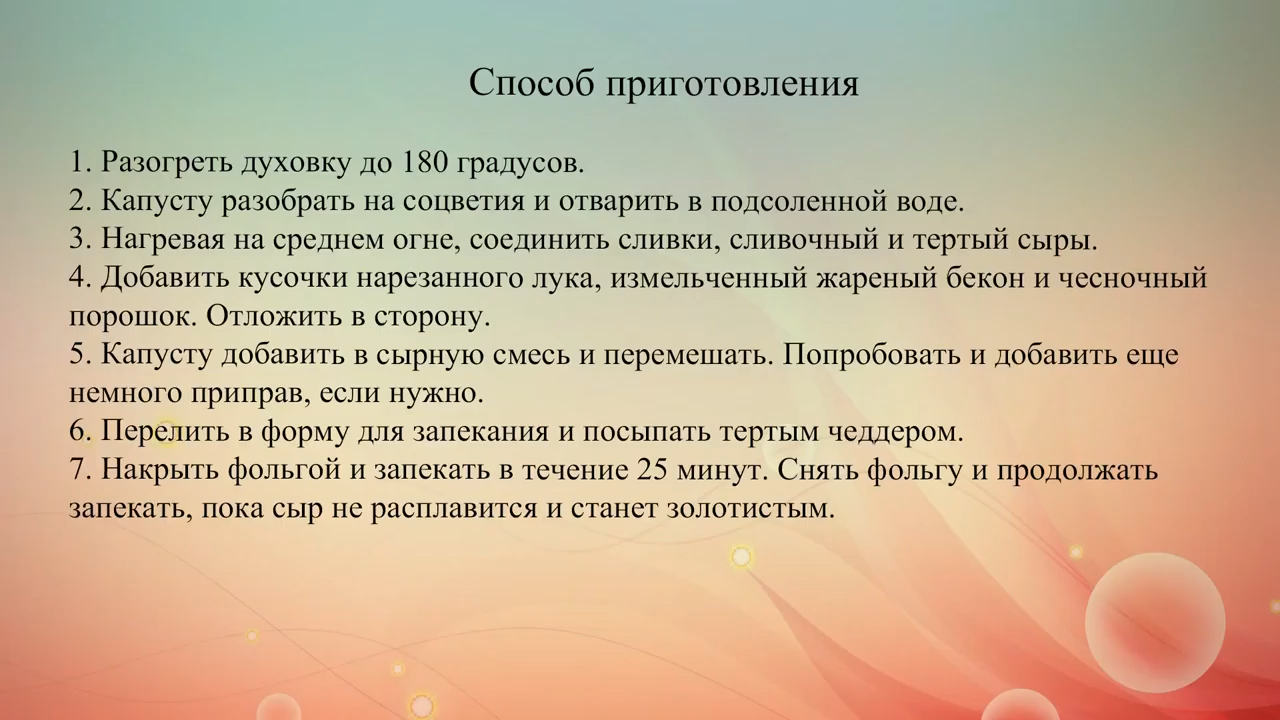 Способ приготовления
1. Разогреть духовку до 180 градусов.
2. Капусту разобрать на соцветия и отварить в подсоленной воде.
3. Нагревая на среднем огне, соединить сливки, сливочный и тертый сыры.
4. Добавить кусочки нарезанного лука, измельченный жареный бекон и чесночный
порошок. Отложить в сторону.
5. Капусту добавить в сырную смесь и перемешать. Попробовать и добавить еще
немного приправ, если нужно.
6. Перелить в форму для запекания и посыпать тертым чеддером.
7. Накрыть фольгой и запекать в течение 25 минут. Снять фольгу и продолжать
запекать, пока сыр не расплавится и станет золотистым.